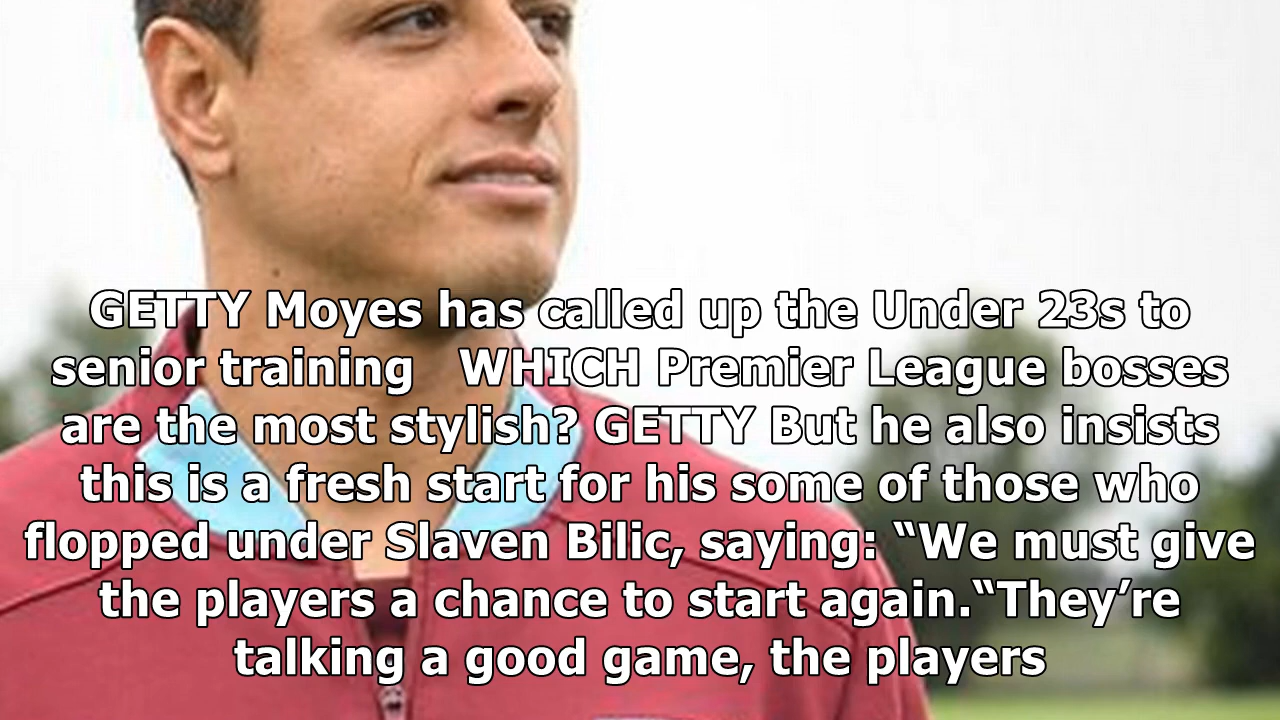 GETTY Moyes has called up the Under 23s to
senior training WHICH Premier League bosses
are the most stylish? GETTY But he also insists
this is a fresh start for his some of those who
flopped under Slaven Bilic, saying: “We must give
the players a chance to start again.“They’re
talking a good game, the players